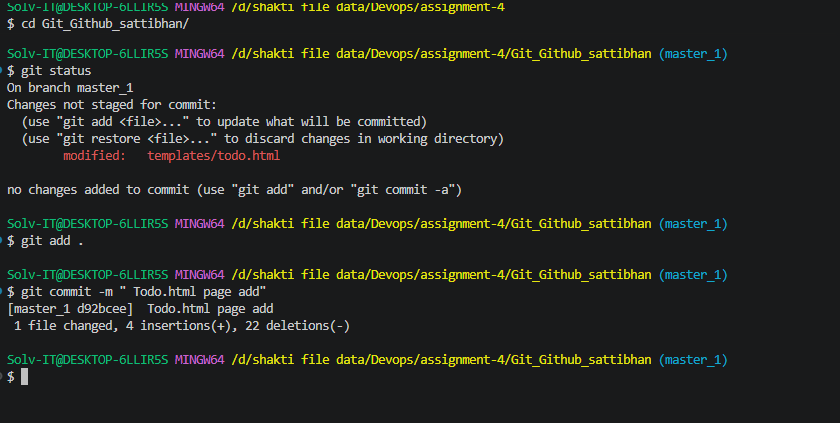 Solv-IT@DESKTOP-6LLIR5S MINGW64 /d/shakti file data/Devops/assignment-4
$ cd Git_Github_sattibhan/
Solv-IT@DESKTOP-6LLIR5S MINGW64 /d/shakti file data/Devops/assignment-4/Git_Github_sattibhan (master_1)
$ git status
On branch master_1
Changes not staged for commit:
  (use "git add <file>..." to update what will be committed)
  (use "git restore <file>..." to discard changes in working directory)
        modified:   templates/todo.html
no changes added to commit (use "git add" and/or "git commit -a")
Solv-IT@DESKTOP-6LLIR5S MINGW64 /d/shakti file data/Devops/assignment-4/Git_Github_sattibhan (master_1)
$ git add .
Solv-IT@DESKTOP-6LLIR5S MINGW64 /d/shakti file data/Devops/assignment-4/Git_Github_sattibhan (master_1)
$ git commit -m " Todo.html page add"
[master_1 d92bcee]  Todo.html page add
 1 file changed, 4 insertions(+), 22 deletions(-)
Solv-IT@DESKTOP-6LLIR5S MINGW64 /d/shakti file data/Devops/assignment-4/Git_Github_sattibhan (master_1)
$